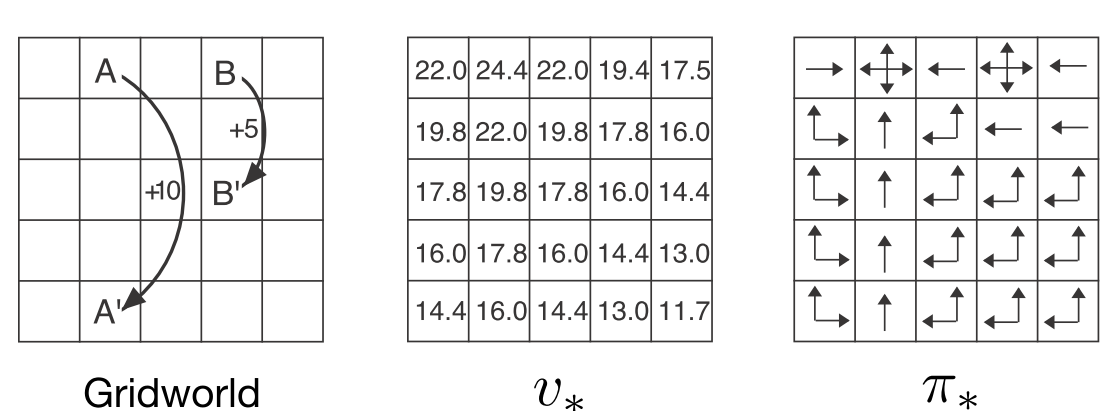 A B
+5
+10 B'
A'
22.0 24.4 22.0 19.4 17.5
19.8 22.0 19.8 17.8 16.0
17.8 19.8 17.8 16.0 14.4
16.0 17.8 16.0 14.4 13.0
14.4 16.0 14.4 13.0 11.7
Gridworld
v*
π*